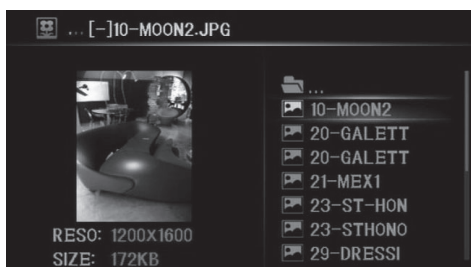 ...[-]10-MOON2.JPG
...
10-MOON2
20-GALETT
20-GALETT
21-MEX1
23-ST-HON
23-STHONO
29-DRESSI
RESO: 1200X1600
SIZE: 172KB